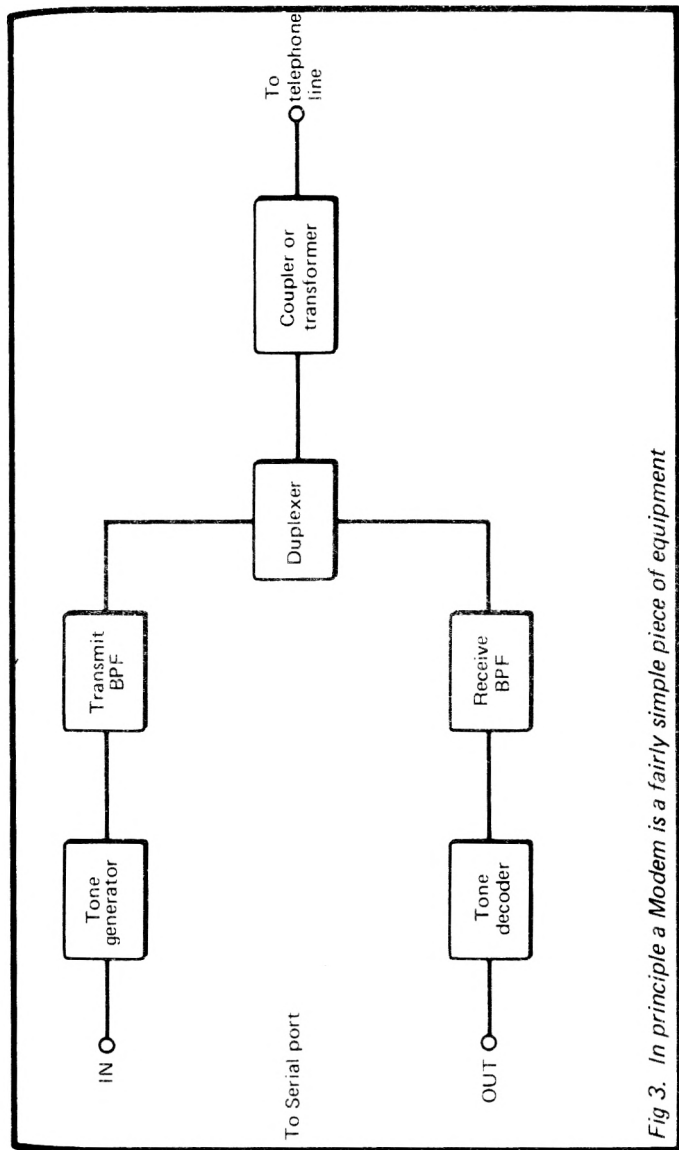 IN
Tone
generator
Transmit
BPF
To Serial port
Duplexer
Coupler or
transformer
To
telephone
line
OUT
Tone
decoder
Receive
BPF
Fig 3. In principle a Modem is a fairly simple piece of equipment